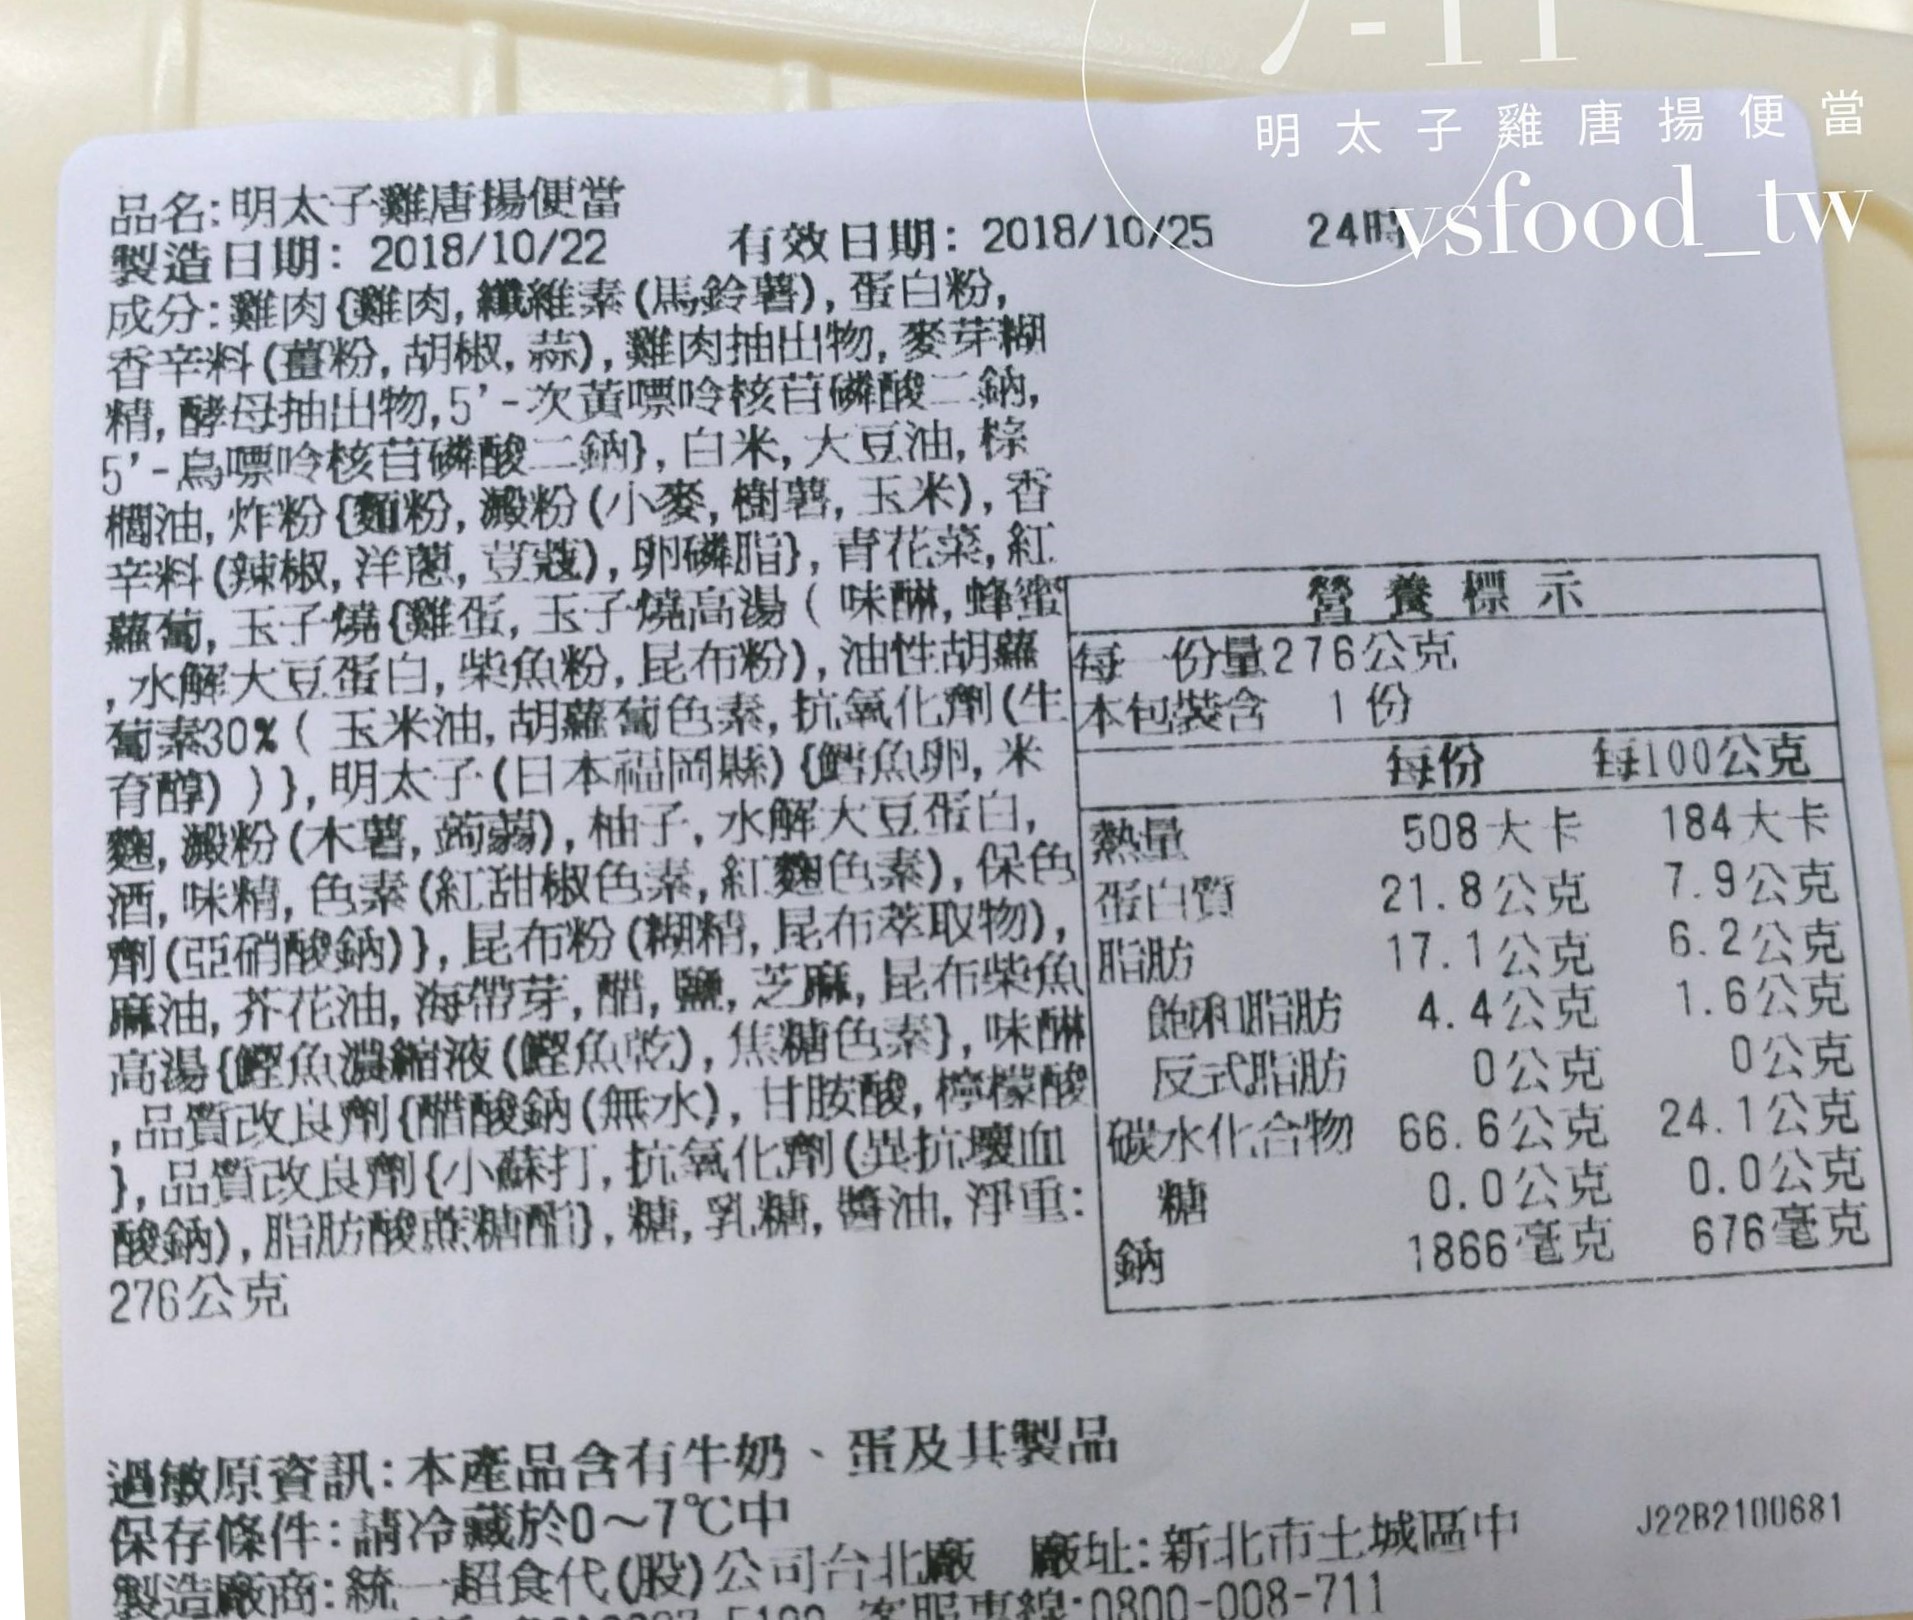 7-11
明太子雞唐揚便當
vsfood_tw
品名:明太子雞唐揚便當
製造日期: 2018/10/22 有效日期: 2018/10/25 24時
成分:雞肉{雞肉,纖維素(馬鈴薯),蛋白粉,
香辛料(薑粉,胡椒,蒜),雞肉抽出物,麥芽糊
精,酵母抽出物,5'-次黃嘌呤核苷磷酸二鈉,
5'-鳥嘌呤核苷磷酸二鈉},白米,大豆油,棕
櫚油,炸粉{麵粉,澱粉(小麥,樹薯,玉米),香
辛料(辣椒,洋蔥,荳蔻),卵磷脂},青花菜,紅
蘿蔔,玉子燒{雞蛋,玉子燒高湯(味醂,蜂蜜
,水解大豆蛋白,柴魚粉,昆布粉),油性胡蘿
蔔素30%(玉米油,胡蘿蔔色素,抗氧化劑(生
育醇))},明太子(日本福岡縣){鱈魚卵,米
麴,澱粉(木薯,蒟蒻),柚子,水解大豆蛋白,
酒,味精,色素(紅甜椒色素,紅麴色素),保色
劑(亞硝酸鈉)},昆布粉(糊精,昆布萃取物),
麻油,芥花油,海帶芽,醋,鹽,芝麻,昆布柴魚
高湯{鰹魚濃縮液(鰹魚乾),焦糖色素},味醂
,品質改良劑{醋酸鈉(無水),甘胺酸,檸檬酸
},品質改良劑{小蘇打,抗氧化劑(異抗壞血
酸鈉),脂肪酸蔗糖酯},糖,乳糖,醬油,淨重:
276公克
營養標示
每一份量276公克
本包裝含 1份
每份 每100公克
熱量 508大卡 184大卡
蛋白質 21.8公克 7.9公克
脂肪 17.1公克 6.2公克
飽和脂肪 4.4公克 1.6公克
反式脂肪 0公克 0公克
碳水化合物 66.6公克 24.1公克
糖 0.0公克 0.0公克
鈉 1866毫克 676毫克
過敏原資訊:本產品含有牛奶、蛋及其製品
保存條件:請冷藏於0～7℃中
製造廠商:統一超食代(股)公司台北廠 廠址:新北市土城區中
J22B2100681
客服專線:0800-008-711